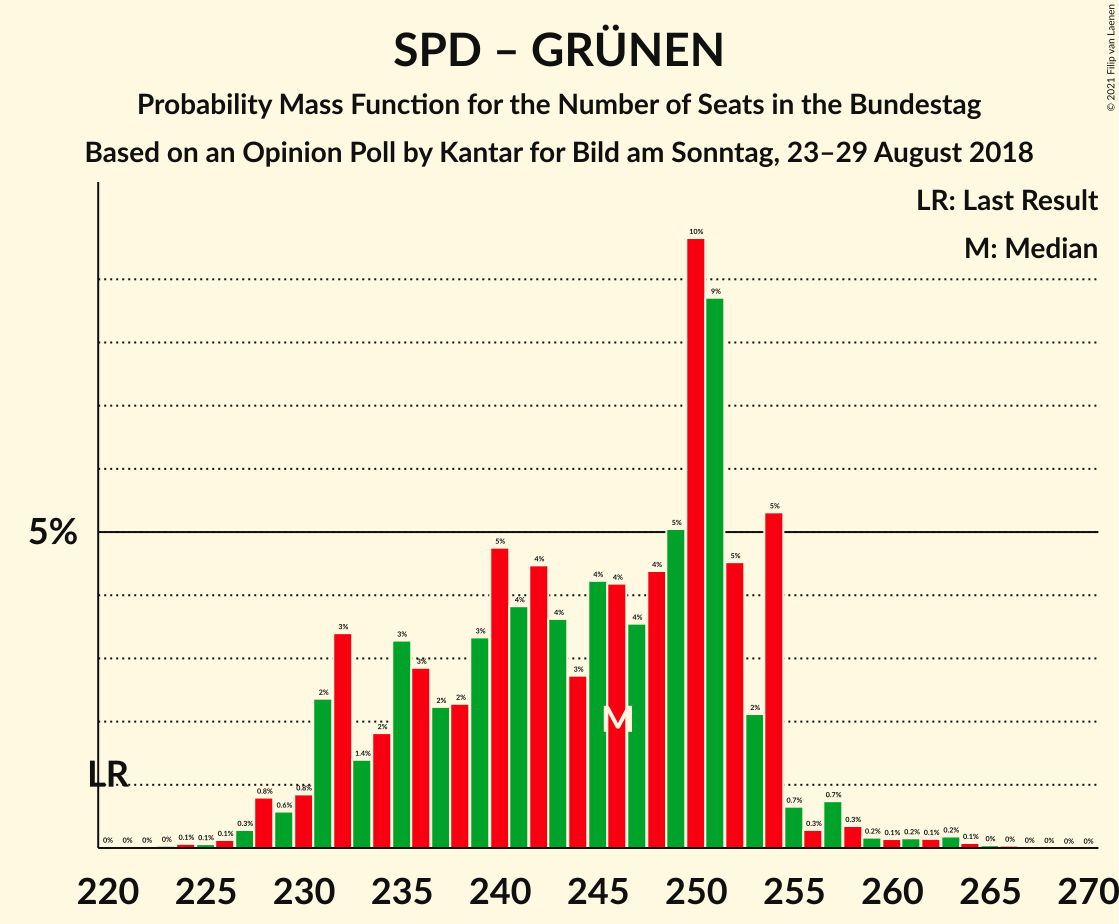 SPD – GRÜNEN
Probability Mass Function for the Number of Seats in the Bundestag
Based on an Opinion Poll by Kantar for Bild am Sonntag, 23–29 August 2018
© 2021 Filip van Laenen
LR: Last Result
M: Median
5%
LR
M
0% 0% 0% 0% 0.1% 0.1% 0.1% 0.3% 0.8% 0.6% 0.8% 2% 3% 1.4% 2% 3% 3% 2% 2% 3% 5% 4% 4% 4% 3% 4% 4% 4% 4% 5% 10% 9% 5% 2% 5% 0.7% 0.3% 0.7% 0.3% 0.2% 0.1% 0.2% 0.1% 0.2% 0.1% 0% 0% 0% 0% 0% 0%
220 225 230 235 240 245 250 255 260 265 270